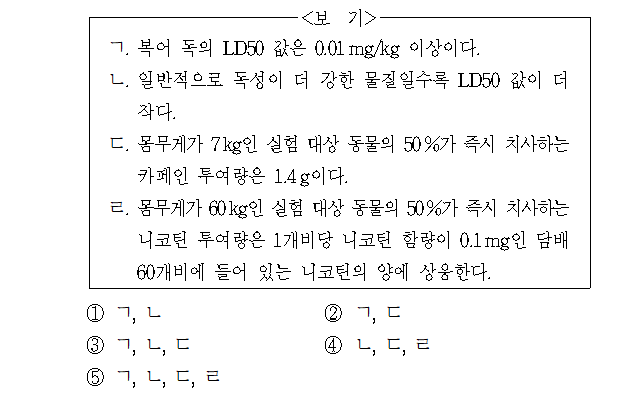 <보 기>
ㄱ. 복어 독의 LD50 값은 0.01mg/kg 이상이다.
ㄴ. 일반적으로 독성이 더 강한 물질일수록 LD50 값이 더
작다.
ㄷ. 몸무게가 7kg인 실험 대상 동물의 50%가 즉시 치사하는
카페인 투여량은 1.4g이다.
ㄹ. 몸무게가 60kg인 실험 대상 동물의 50%가 즉시 치사하는
니코틴 투여량은 1개비당 니코틴 함량이 0.1mg인 담배
60개비에 들어 있는 니코틴의 양에 상응한다.
① ㄱ, ㄴ ② ㄱ, ㄷ
③ ㄱ, ㄴ, ㄷ ④ ㄴ, ㄷ, ㄹ
⑤ ㄱ, ㄴ, ㄷ, ㄹ